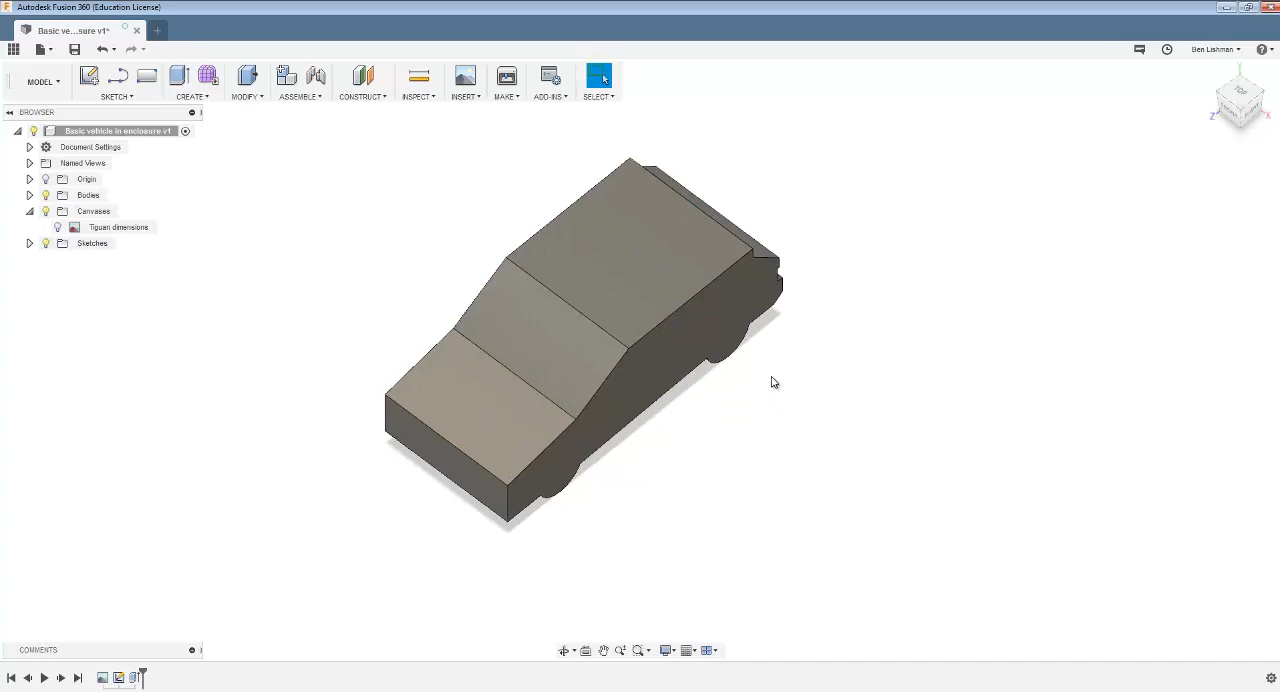 Autodesk Fusion 360 (Education License)
Basic ve...sure v1*
Ben Lishman
MODEL
SKETCH
CREATE
MODIFY
ASSEMBLE
CONSTRUCT
INSPECT
INSERT
MAKE
ADD-INS
SELECT
BROWSER
Basic vehicle in enclosure v1
Document Settings
Named Views
Origin
Bodies
Canvases
Tiguan dimensions
Sketches
TOP
Z
X
COMMENTS